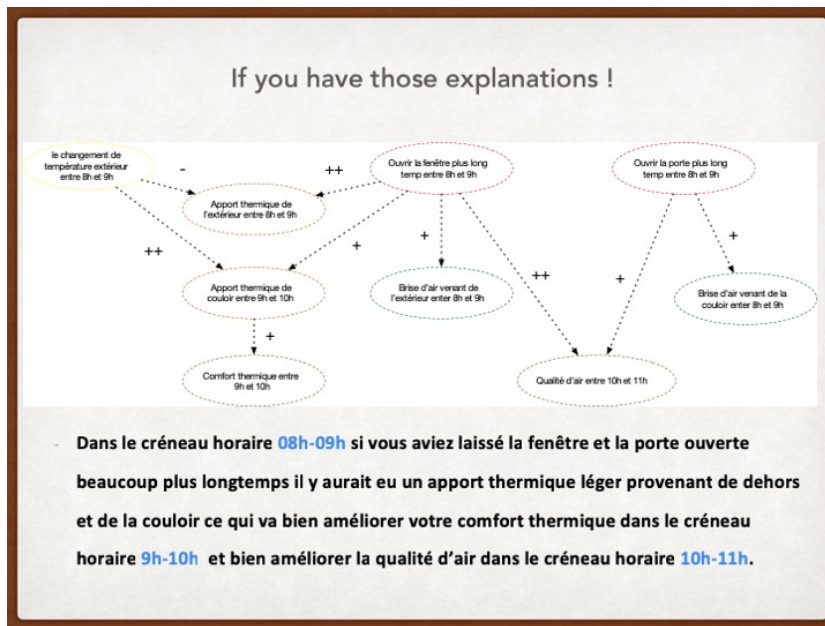 If you have those explanations !
le changement de
température extérieur
entre 8h et 9h
-
++
Ouvrir la fenêtre plus long
temp entre 8h et 9h
Ouvrir la porte plus long
temp entre 8h et 9h
Apport thermique de
l'extérieur entre 8h et 9h
++
+
+
++
+
+
Apport thermique de
couloir entre 9h et 10h
Brise d'air venant de
l'extérieur enter 8h et 9h
Brise d'air venant de la
couloir enter 8h et 9h
+
Comfort thermique entre
9h et 10h
Qualité d'air entre 10h et 11h
- Dans le créneau horaire 08h-09h si vous aviez laissé la fenêtre et la porte ouverte
beaucoup plus longtemps il y aurait eu un apport thermique léger provenant de dehors
et de la couloir ce qui va bien améliorer votre comfort thermique dans le créneau
horaire 9h-10h et bien améliorer la qualité d'air dans le créneau horaire 10h-11h.